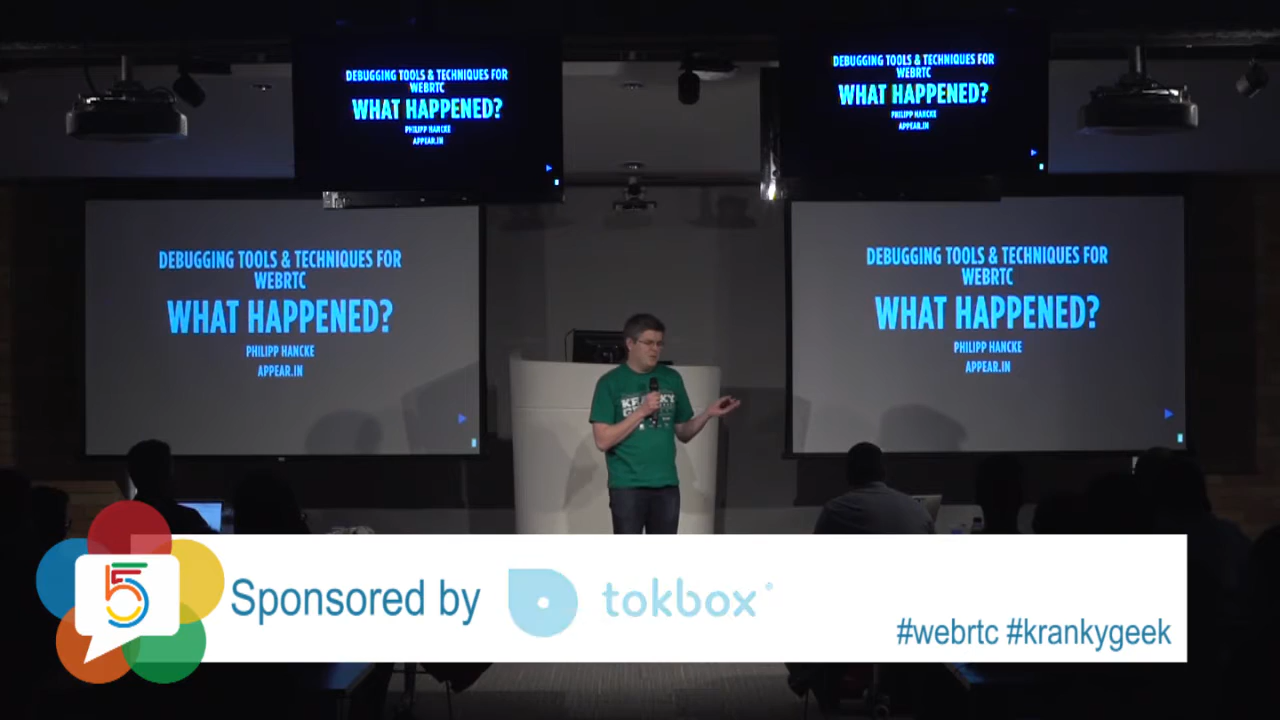 DEBUGGING TOOLS & TECHNIQUES FOR
WEBRTC
WHAT HAPPENED?
PHILIPP HANCKE
APPEAR.IN
DEBUGGING TOOLS & TECHNIQUES FOR
WEBRTC
WHAT HAPPENED?
PHILIPP HANCKE
APPEAR.IN
DEBUGGING TOOLS & TECHNIQUES FOR
WEBRTC
WHAT HAPPENED?
PHILIPP HANCKE
APPEAR.IN
DEBUGGING TOOLS & TECHNIQUES FOR
WEBRTC
WHAT HAPPENED?
PHILIPP HANCKE
APPEAR.IN
5
Sponsored by tokbox®
#webrtc #krankygeek